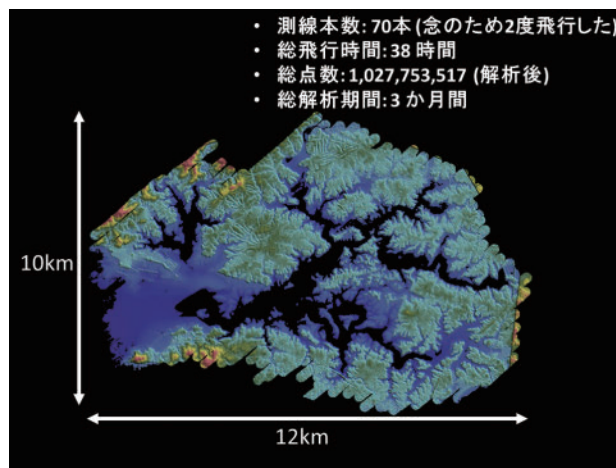 • 測線本数: 70本 (念のため2度飛行した)
• 総飛行時間: 38 時間
• 総点数: 1,027,753,517 (解析後)
• 総解析期間: 3 か月間
10km
12km